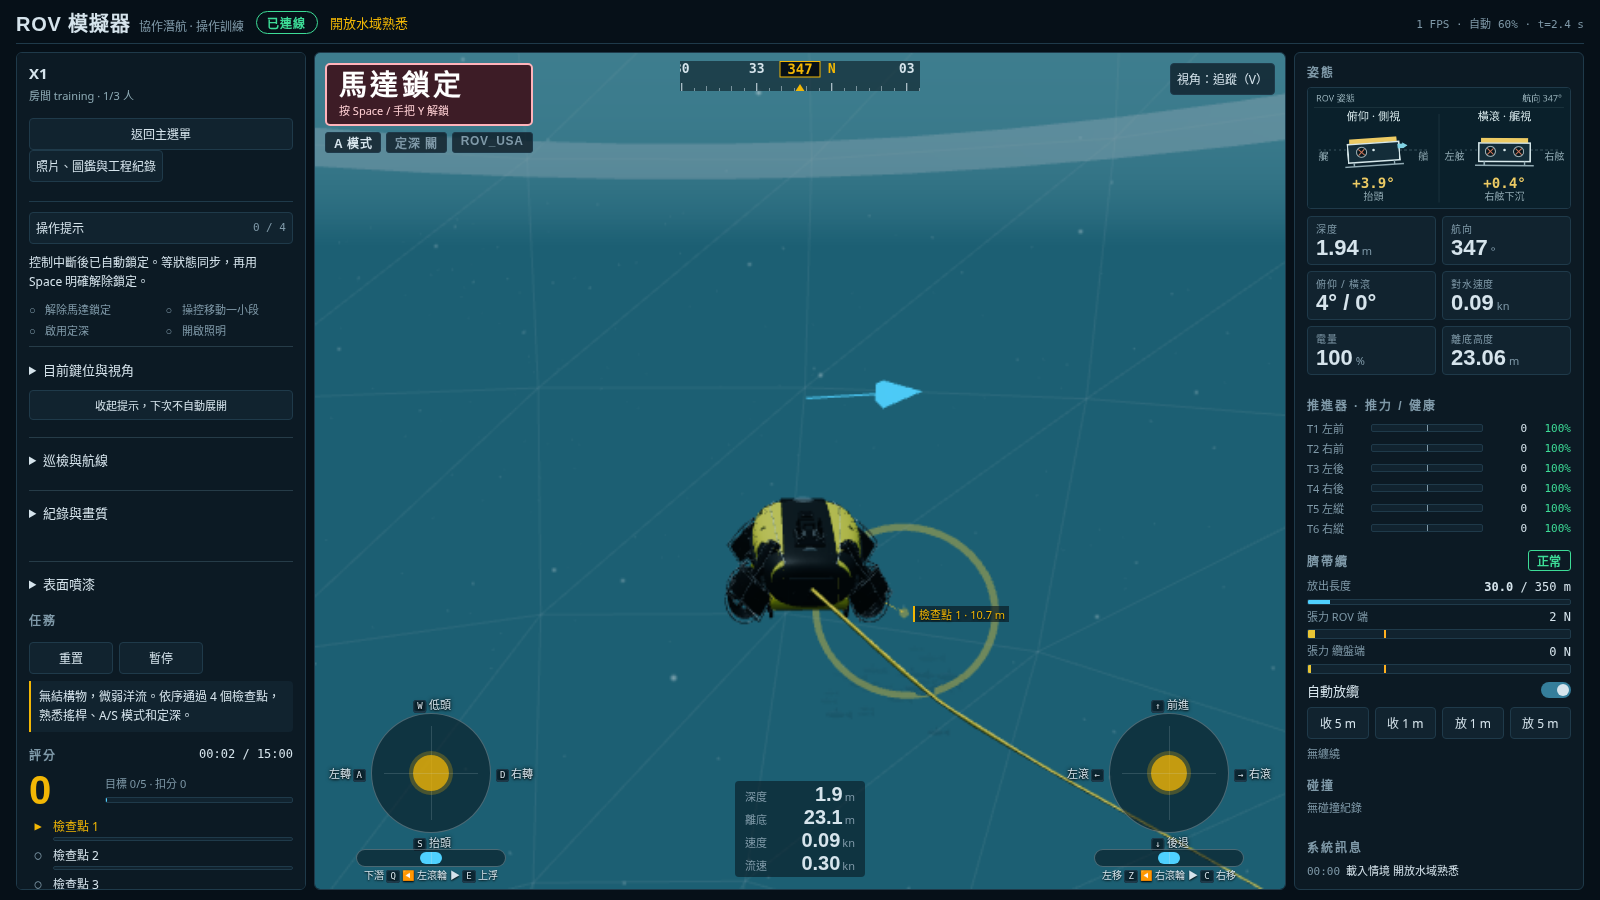 ROV 模擬器 協作潛航 · 操作訓練 已連線 開放水域熟悉
1 FPS · 自動 60% · t=2.4 s
X1
房間 training · 1/3 人
返回主選單
照片、圖鑑與工程紀錄
操作提示 0 / 4
控制中斷後已自動鎖定。等狀態同步，再用
Space 明確解除鎖定。
○ 解除馬達鎖定 ○ 操控移動一小段
○ 啟用定深 ○ 開啟照明
▶ 目前鍵位與視角
收起提示，下次不自動展開
▶ 巡檢與航線
▶ 紀錄與畫質
▶ 表面噴漆
任務
重置 暫停
無結構物，微弱洋流。依序通過 4 個檢查點，
熟悉搖桿、A/S 模式和定深。
評分 00:02 / 15:00
0 目標 0/5 · 扣分 0
▶ 檢查點 1
○ 檢查點 2
○ 檢查點 3
馬達鎖定
按 Space / 手把 Y 解鎖
A 模式 定深 關 ROV_USA
30 33 347 N 03
視角：追蹤（V）
檢查點 1 · 10.7 m
W 低頭
左轉 A D 右轉
S 抬頭
下潛 Q ◀ 左滾輪 ▶ E 上浮
深度 1.9 m
離底 23.1 m
速度 0.09 kn
流速 0.30 kn
↑ 前進
左滾 ← → 右滾
↓ 後退
左移 Z ◀ 右滾輪 ▶ C 右移
姿態
ROV 姿態 航向 347°
俯仰 · 側視 橫滾 · 艉視
艉 艏 左舷 右舷
+3.9° +0.4°
抬頭 右舷下沉
深度 航向
1.94 m 347 °
俯仰 / 橫滾 對水速度
4° / 0° 0.09 kn
電量 離底高度
100 % 23.06 m
推進器 · 推力 / 健康
T1 左前 0 100%
T2 右前 0 100%
T3 左後 0 100%
T4 右後 0 100%
T5 左縱 0 100%
T6 右縱 0 100%
臍帶纜 正常
放出長度 30.0 / 350 m
張力 ROV 端 2 N
張力 纜盤端 0 N
自動放纜
收 5 m 收 1 m 放 1 m 放 5 m
無纏繞
碰撞
無碰撞紀錄
系統訊息
00:00 載入情境 開放水域熟悉